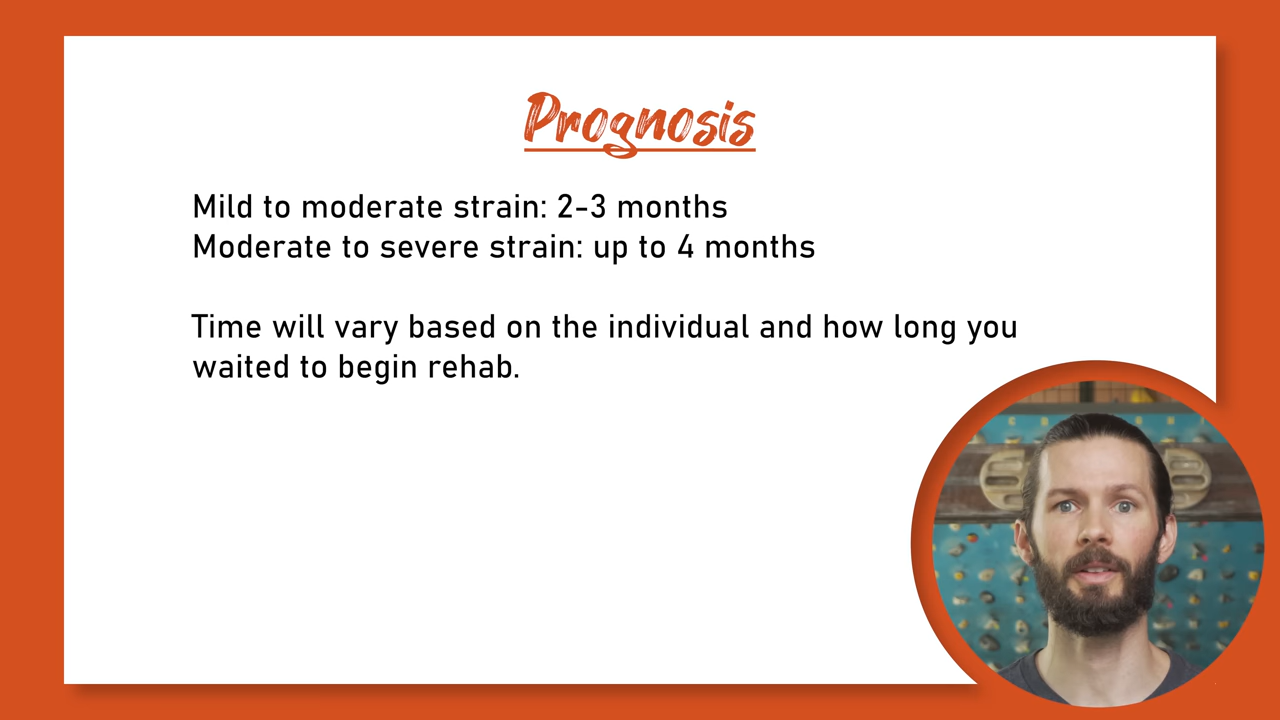 Prognosis
Mild to moderate strain: 2-3 months
Moderate to severe strain: up to 4 months
Time will vary based on the individual and how long you
waited to begin rehab.